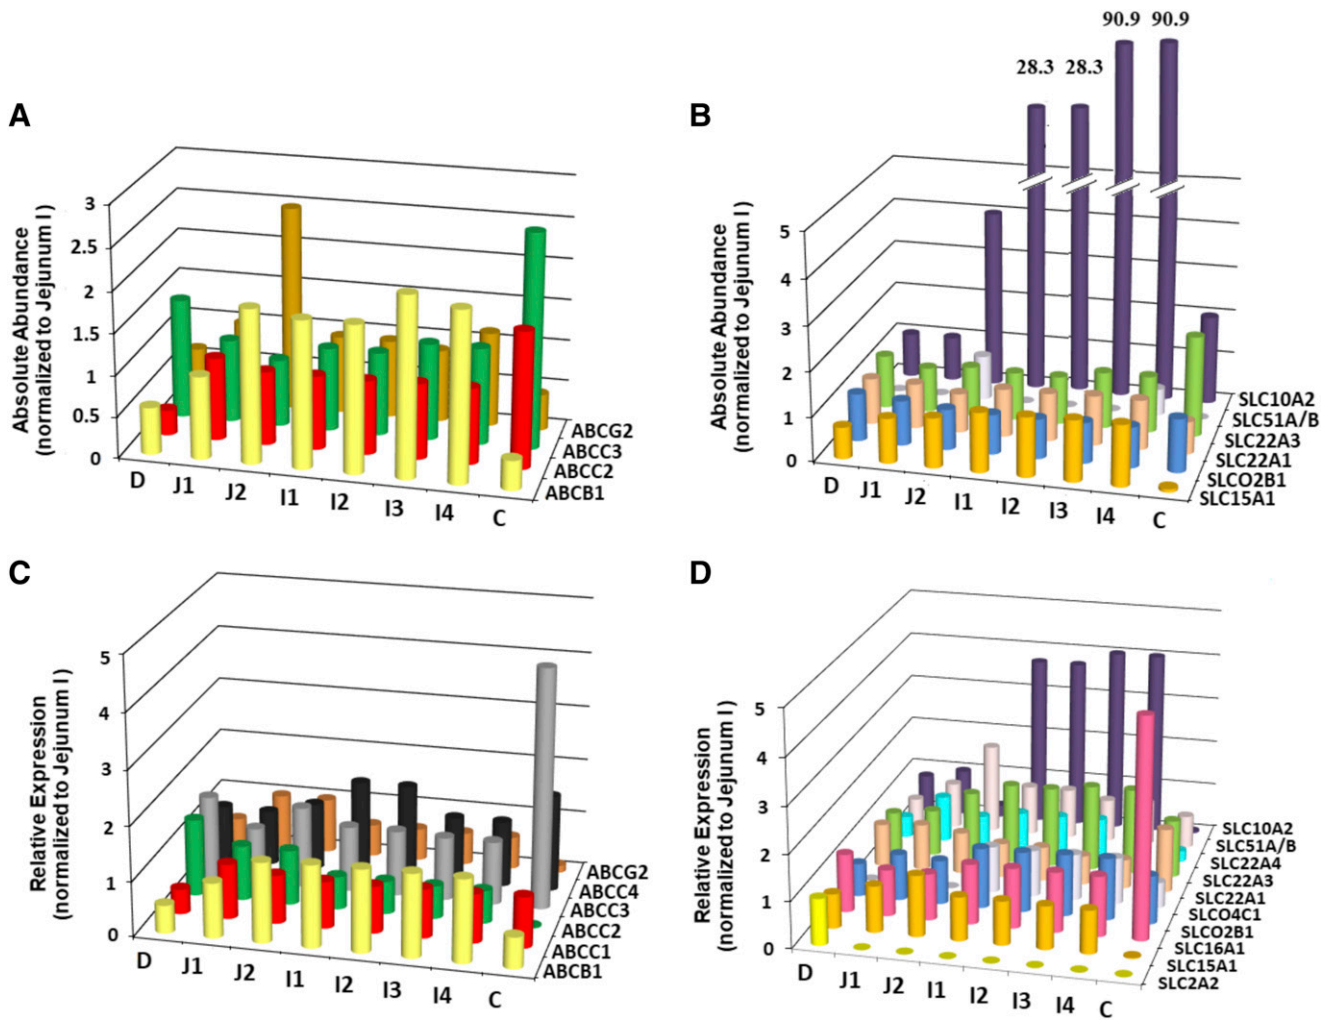 A
Absolute Abundance
(normalized to Jejunum I )
3
2.5
2
1.5
1
0.5
0
D
J1
J2
I1
I2
I3
I4
C
ABCG2
ABCC3
ABCC2
ABCB1
B
90.9 90.9
28.3 28.3
Absolute Abundance
(normalized to Jejunum I )
5
4
3
2
1
0
D
J1
J2
I1
I2
I3
I4
C
SLC10A2
SLC51A/B
SLC22A3
SLC22A1
SLCO2B1
SLC15A1
C
Relative Expression
(normalized to Jejunum I )
5
4
3
2
1
0
D
J1
J2
I1
I2
I3
I4
C
ABCG2
ABCC4
ABCC3
ABCC2
ABCC1
ABCB1
D
Relative Expression
(normalized to Jejunum I )
5
4
3
2
1
0
D
J1
J2
I1
I2
I3
I4
C
SLC10A2
SLC51A/B
SLC22A4
SLC22A3
SLC22A1
SLCO4C1
SLCO2B1
SLC16A1
SLC15A1
SLC2A2